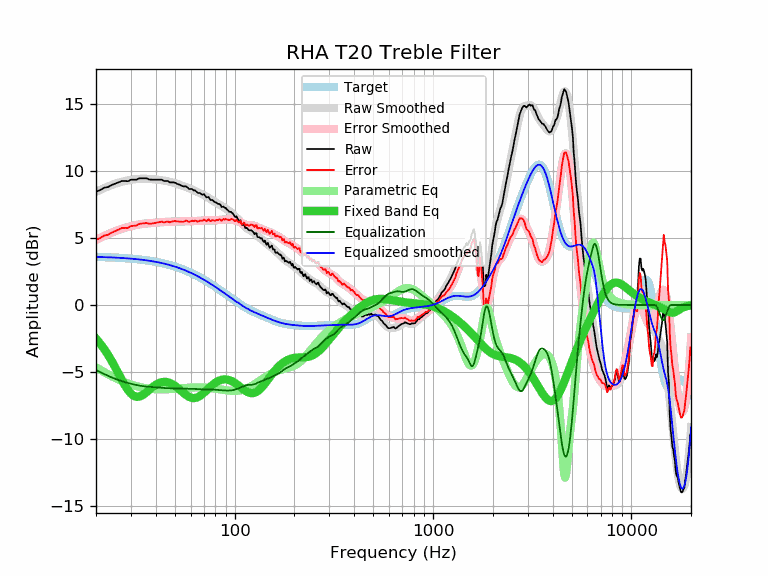 RHA T20 Treble Filter
Target
Raw Smoothed
Error Smoothed
Raw
Error
Parametric Eq
Fixed Band Eq
Equalization
Equalized smoothed
Amplitude (dBr)
15
10
5
0
−5
−10
−15
100
1000
10000
Frequency (Hz)